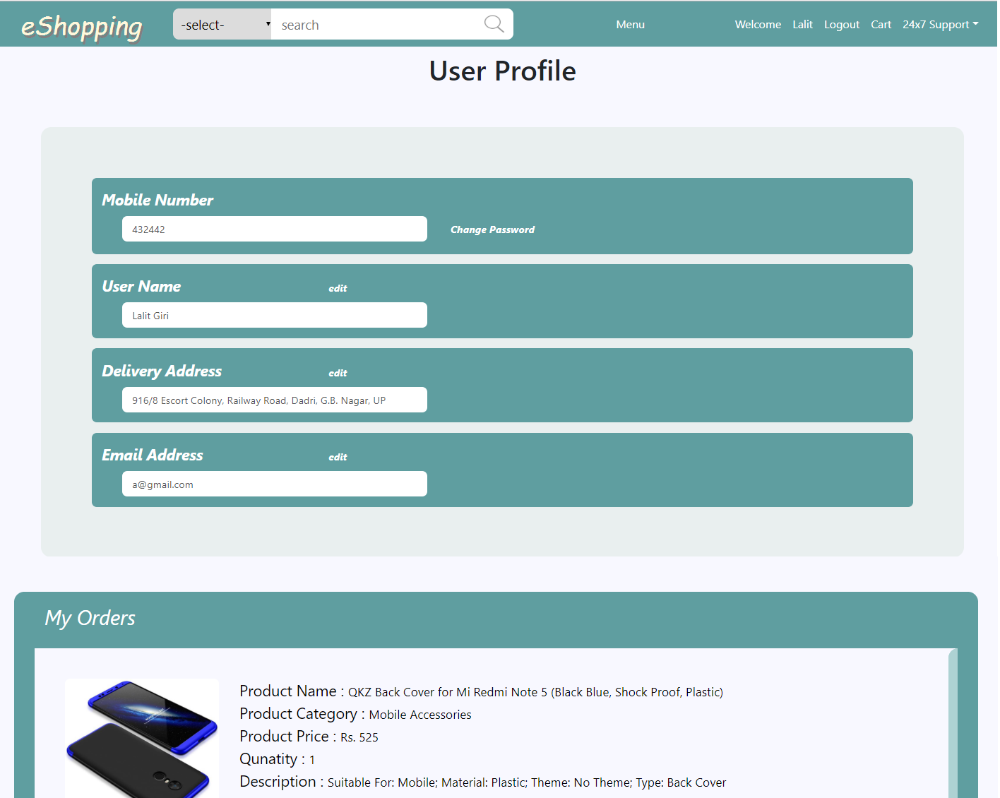 eShopping -select- search Menu Welcome Lalit Logout Cart 24x7 Support
User Profile
Mobile Number
432442 Change Password
User Name edit
Lalit Giri
Delivery Address edit
916/8 Escort Colony, Railway Road, Dadri, G.B. Nagar, UP
Email Address edit
a@gmail.com
My Orders
Product Name : QKZ Back Cover for Mi Redmi Note 5 (Black Blue, Shock Proof, Plastic)
Product Category : Mobile Accessories
Product Price : Rs. 525
Qunatity : 1
Description : Suitable For: Mobile; Material: Plastic; Theme: No Theme; Type: Back Cover